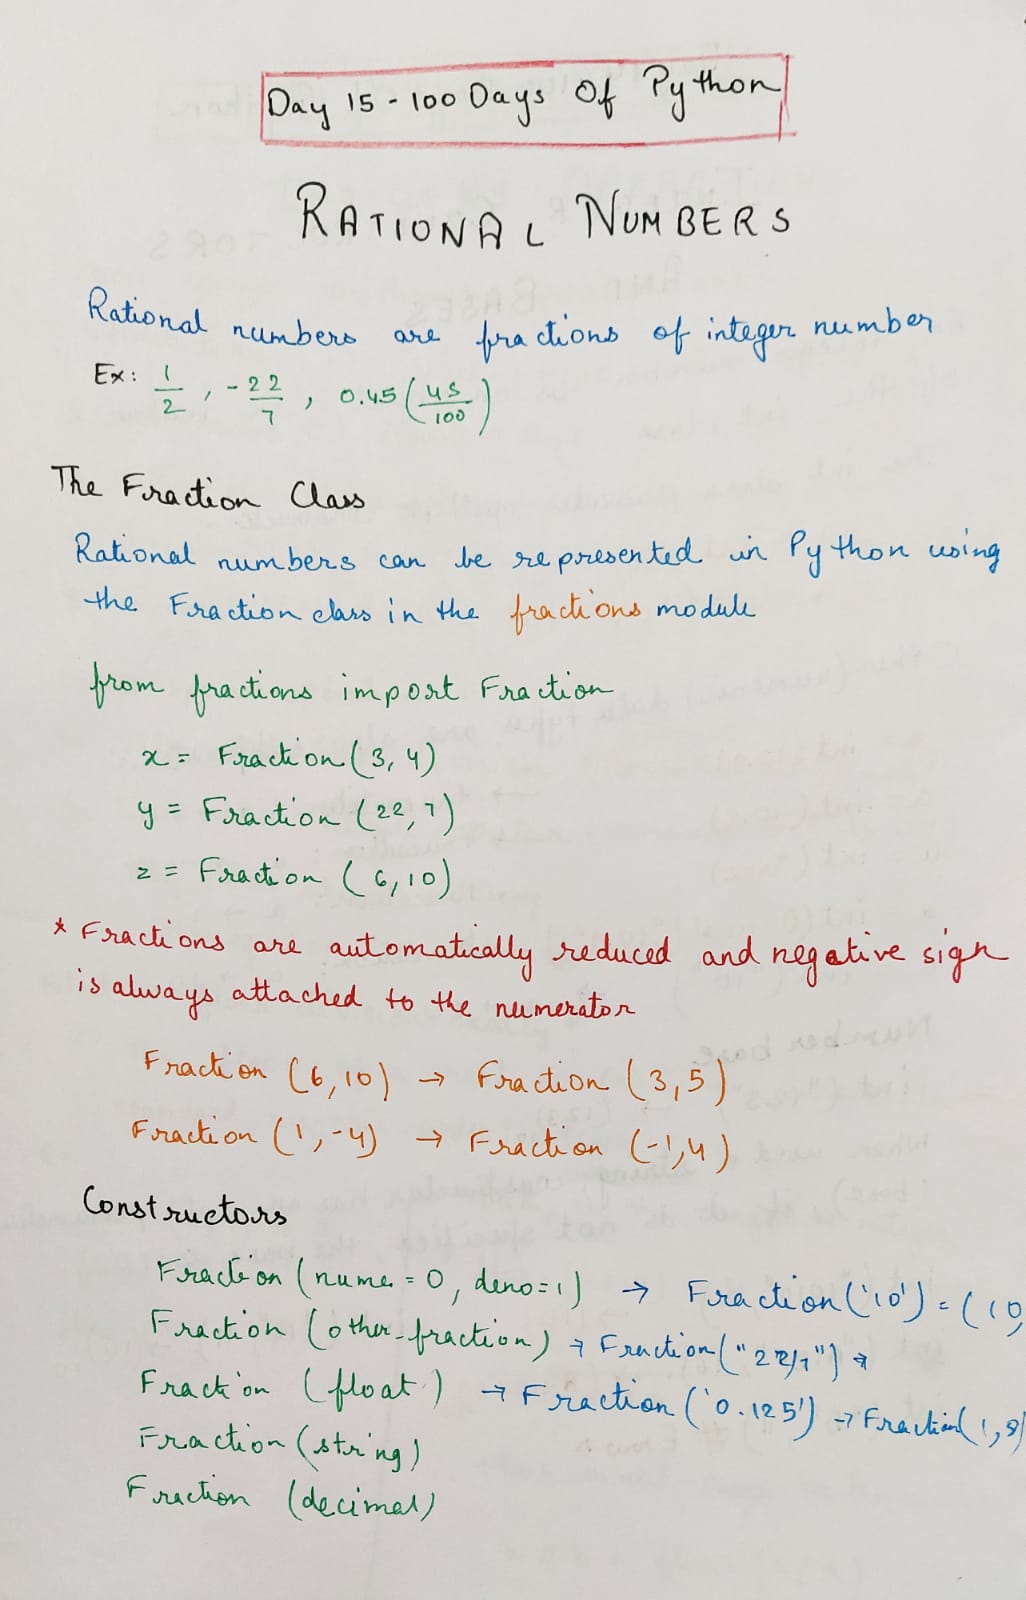 Day 15 - 100 Days Of Python
RATIONAL NUMBERS
Rational numbers are fractions of integer number
Ex: 1/2 , -22/7 , 0.45 (45/100)
The Fraction Class
Rational numbers can be represented in Python using
the Fraction class in the fractions module
from fractions import Fraction
x = Fraction (3, 4)
y = Fraction (22, 7)
z = Fraction (6, 10)
* Fractions are automatically reduced and negative sign
is always attached to the numerator
Fraction (6, 10) → Fraction (3, 5)
Fraction (1, -4) → Fraction (-1, 4)
Constructors
Fraction (nume = 0, deno=1) → Fraction ('10') = (10,
Fraction (other_fraction) → Fraction ("22/7") →
Fraction (float) → Fraction ('0.125') → Fraction (1, 8)
Fraction (string)
Fraction (decimal)